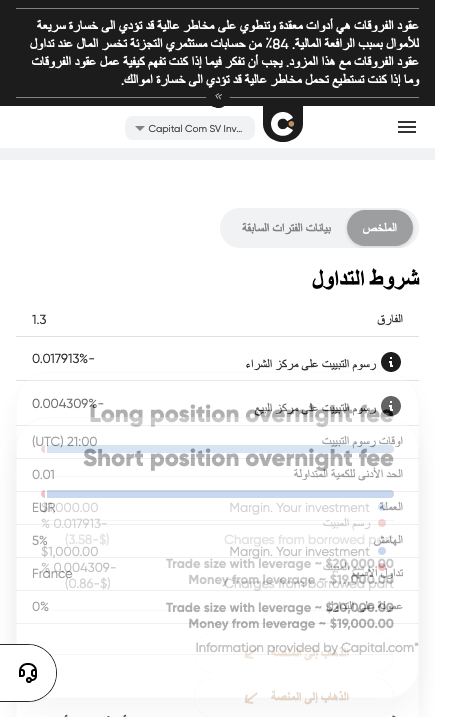 عقود الفروقات هي أدوات معقدة وتنطوي على مخاطر عالية قد تؤدي الى خسارة سريعة
للأموال بسبب الرافعة المالية. 84٪ من حسابات مستثمري التجزئة تخسر المال عند تداول
عقود الفروقات مع هذا المزود. يجب أن تفكر فيما إذا كنت تفهم كيفية عمل عقود الفروقات
وما إذا كنت تستطيع تحمل مخاطر عالية قد تؤدي الى خسارة اموالك.
Capital Com SV Inv...
الملخص
بيانات الفترات السابقة
شروط التداول
الفارق 1.3
رسوم التبييت على مركز الشراء -0.017913%
رسوم التبييت على مركز البيع -0.004309%
Long position overnight fee
اوقات رسوم التبييت 21:00 (UTC)
Short position overnight fee
الحد الأدنى للكمية المتداولة 0.01
العملة EUR
Margin. Your investment $1,000.00
رسم المبيت -0.017913 %
(-3.58$)
Charges from borrowed part
الهامش 5%
Margin. Your investment $1,000.00
Trade size with leverage ~ $20,000.00
Money from leverage ~ $19,000.00
-0.004309 %
(-0.86$)
Charges from borrowed part
تداول الأسهم France
عمولة على التداول 0%
Trade size with leverage ~ $20,000.00
Money from leverage ~ $19,000.00
Information provided by Capital.com*
الذهاب إلى المنصة
الذهاب إلى المنصة